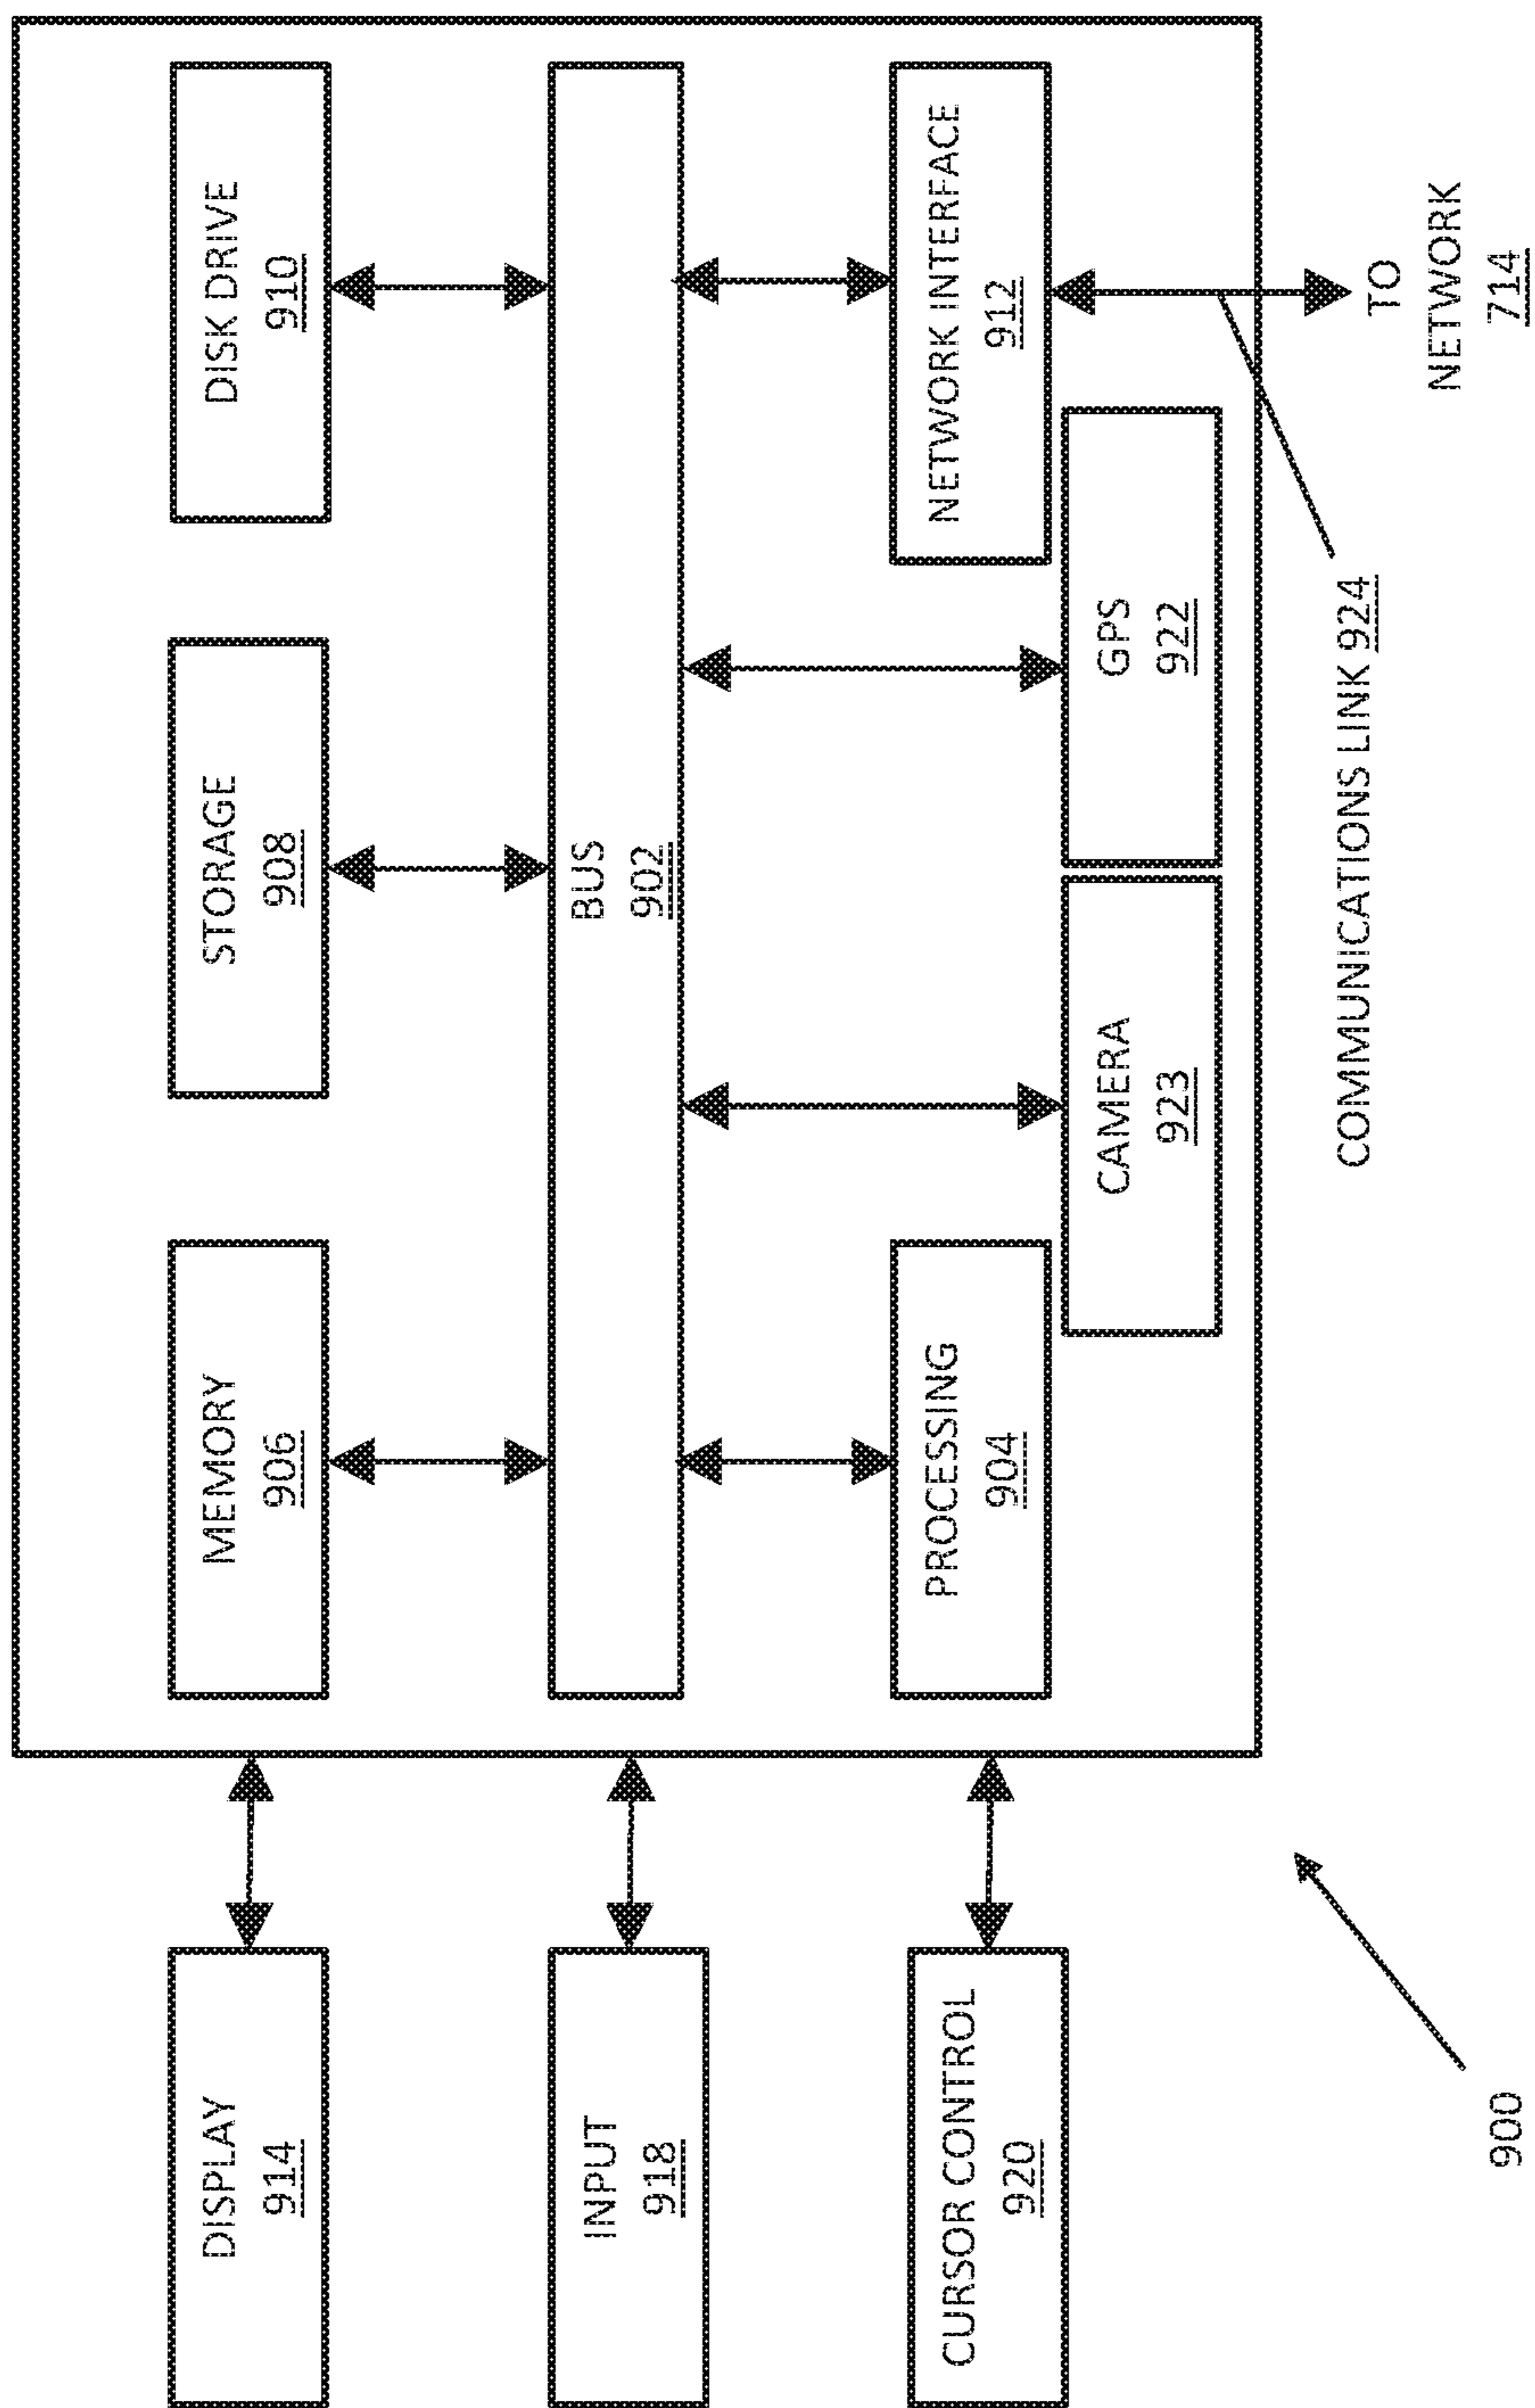 DISPLAY
914
MEMORY
906
STORAGE
908
DISK DRIVE
910
INPUT
918
BUS
902
CURSOR CONTROL
920
PROCESSING
904
NETWORK INTERFACE
912
CAMERA
923
GPS
922
COMMUNICATIONS LINK 924
TO
NETWORK
714
900